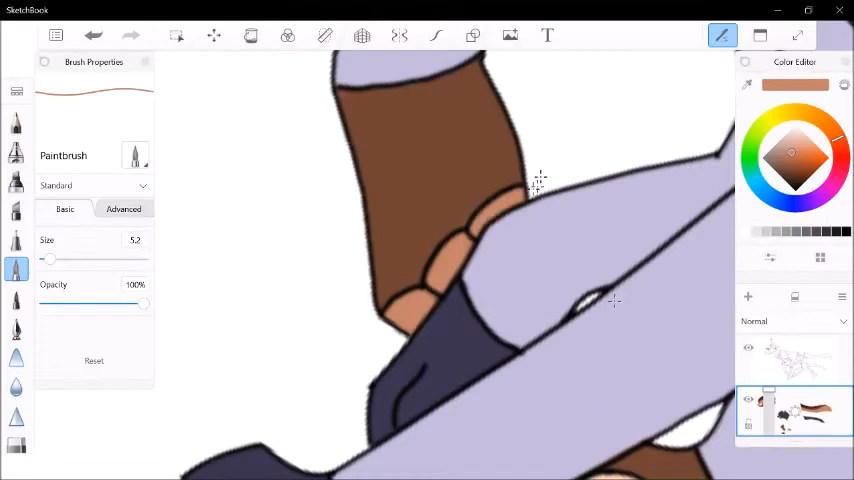 SketchBook
T
Brush Properties
Color Editor
Paintbrush
Standard
Basic Advanced
Size 5.2
Opacity 100%
Reset
Normal